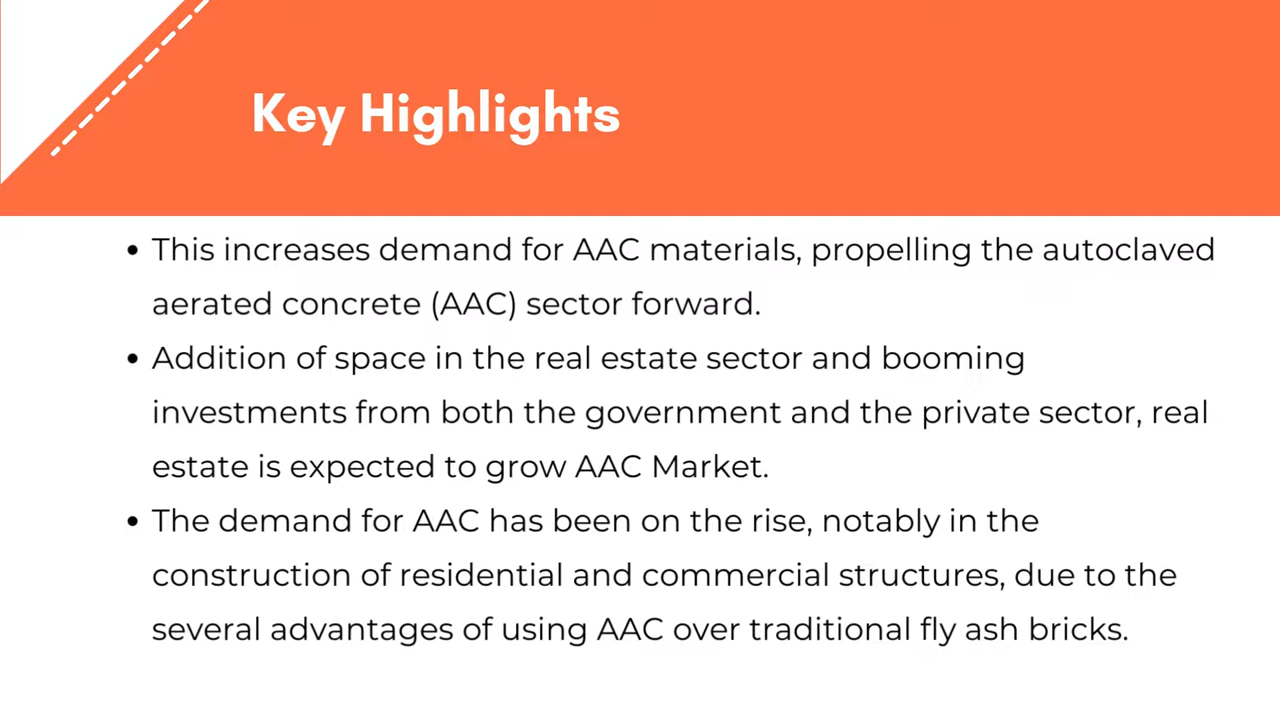 Key Highlights
• This increases demand for AAC materials, propelling the autoclaved
aerated concrete (AAC) sector forward.
• Addition of space in the real estate sector and booming
investments from both the government and the private sector, real
estate is expected to grow AAC Market.
• The demand for AAC has been on the rise, notably in the
construction of residential and commercial structures, due to the
several advantages of using AAC over traditional fly ash bricks.